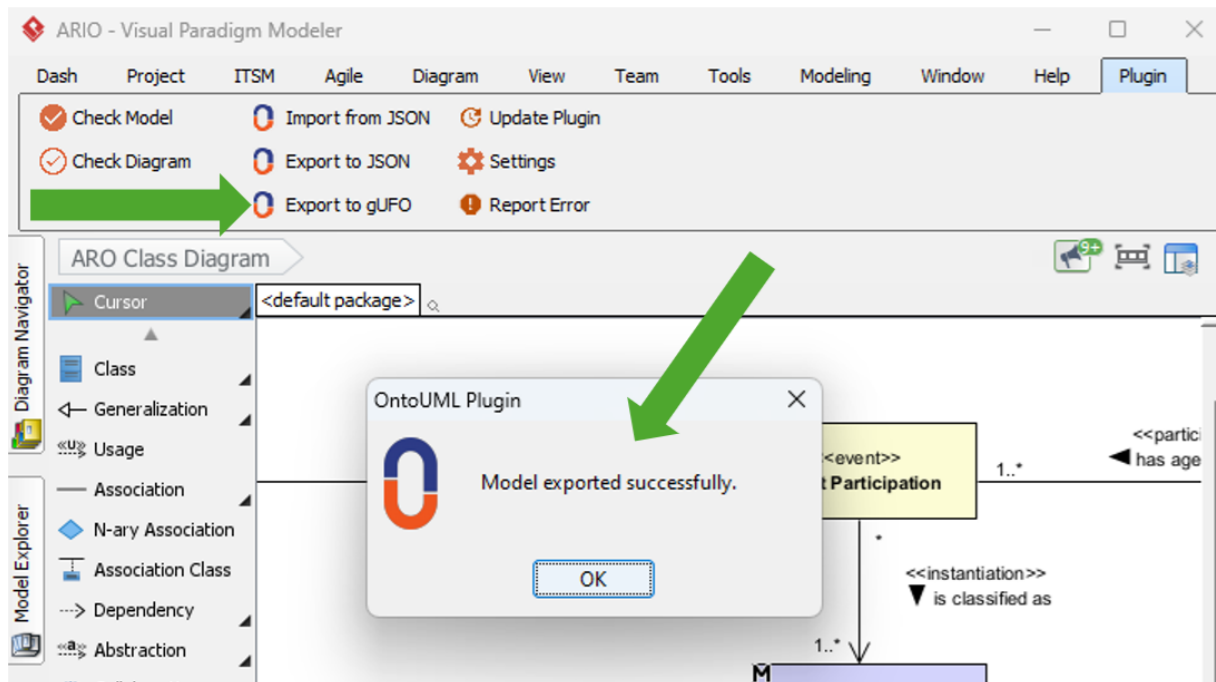 ARIO - Visual Paradigm Modeler
Dash Project ITSM Agile Diagram View Team Tools Modeling Window Help Plugin
Check Model Import from JSON Update Plugin
Check Diagram Export to JSON Settings
Export to gUFO Report Error
ARO Class Diagram
9+
Diagram Navigator
Model Explorer
Cursor
Class
Generalization
«U» Usage
Association
N-ary Association
Association Class
Dependency
«a» Abstraction
<default package>
OntoUML Plugin
Model exported successfully.
OK
<event>>
t Participation
1..*
<<partici
has age
*
<<instantiation>>
is classified as
1..*
M